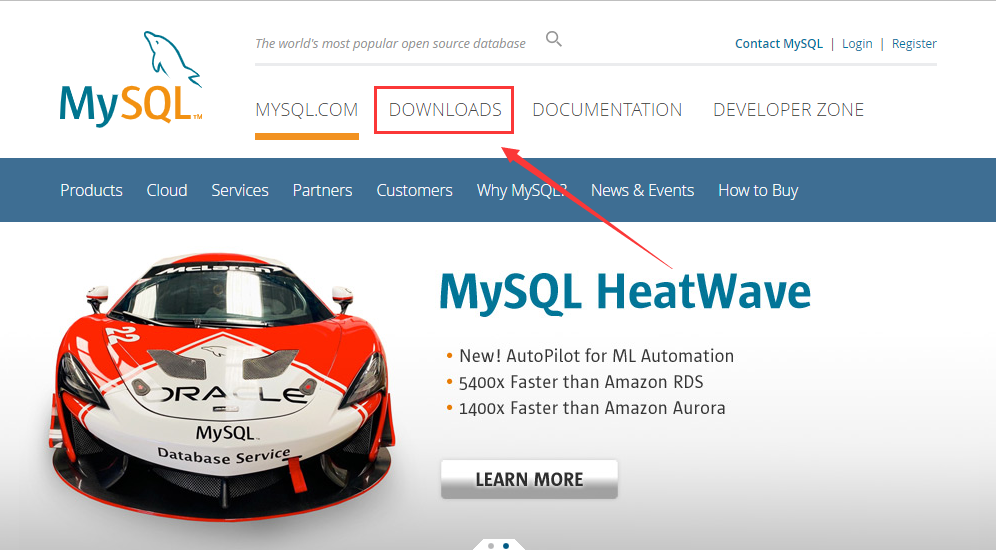 The world's most popular open source database
Contact MySQL | Login | Register
MySQL™
MYSQL.COM DOWNLOADS DOCUMENTATION DEVELOPER ZONE
Products Cloud Services Partners Customers Why MySQL? News & Events How to Buy
McLaren
22
ORACLE
MySQL™
Database Service
MySQL HeatWave
• New! AutoPilot for ML Automation
• 5400x Faster than Amazon RDS
• 1400x Faster than Amazon Aurora
LEARN MORE